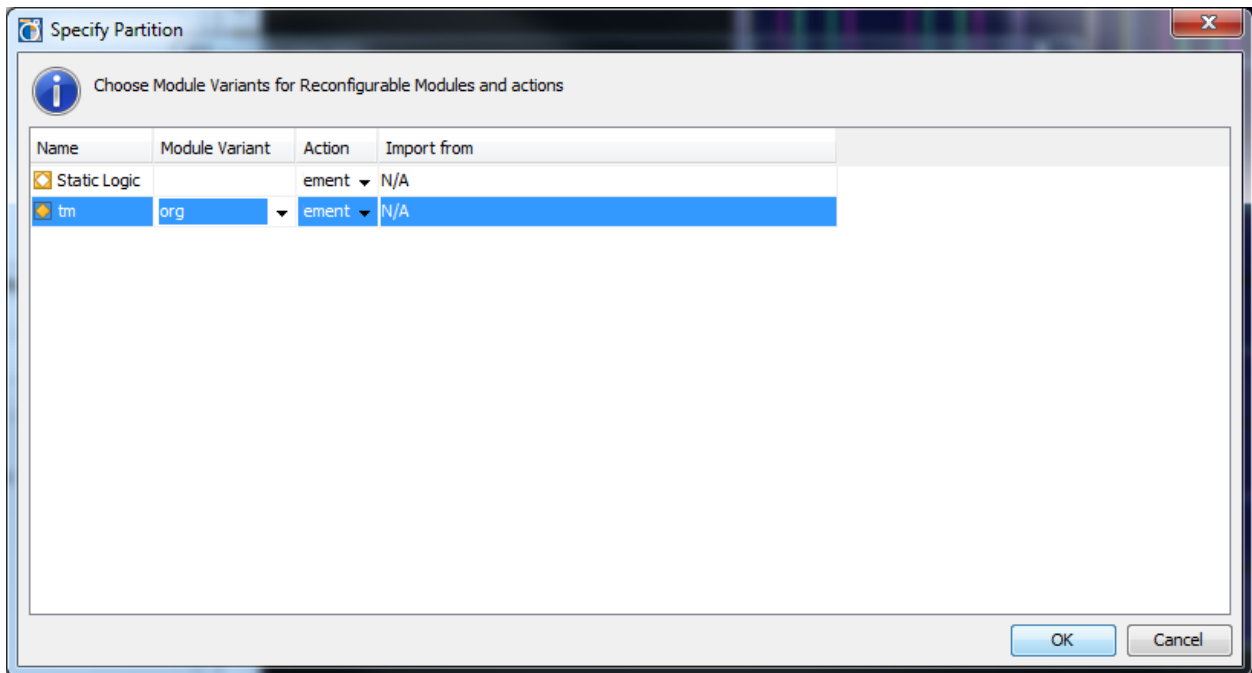 Specify Partition
Choose Module Variants for Reconfigurable Modules and actions
Name Module Variant Action Import from
Static Logic ement N/A
tm org ement N/A
OK Cancel